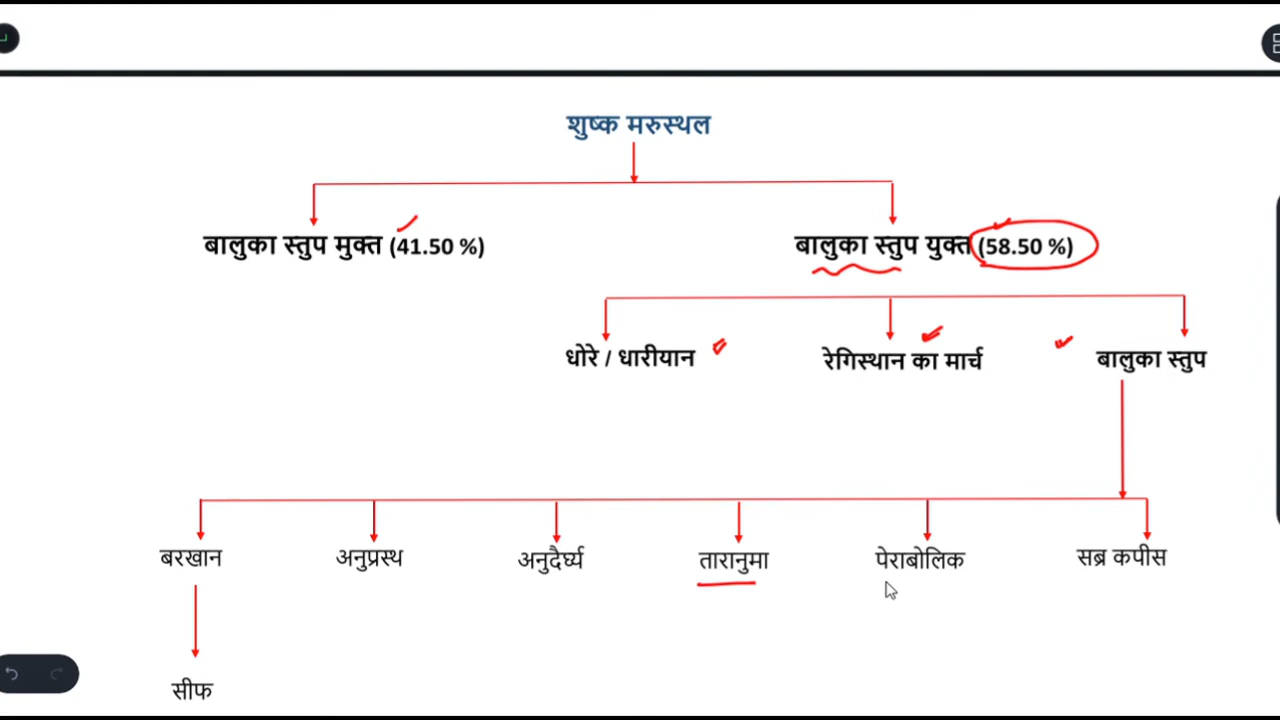 शुष्क मरुस्थल
बालुका स्तुप मुक्त (41.50 %) बालुका स्तुप युक्त (58.50 %)
धोरे / धारीयान रेगिस्थान का मार्च बालुका स्तुप
बरखान अनुप्रस्थ अनुदैर्घ्य तारानुमा पेराबोलिक सब्र कपीस
सीफ